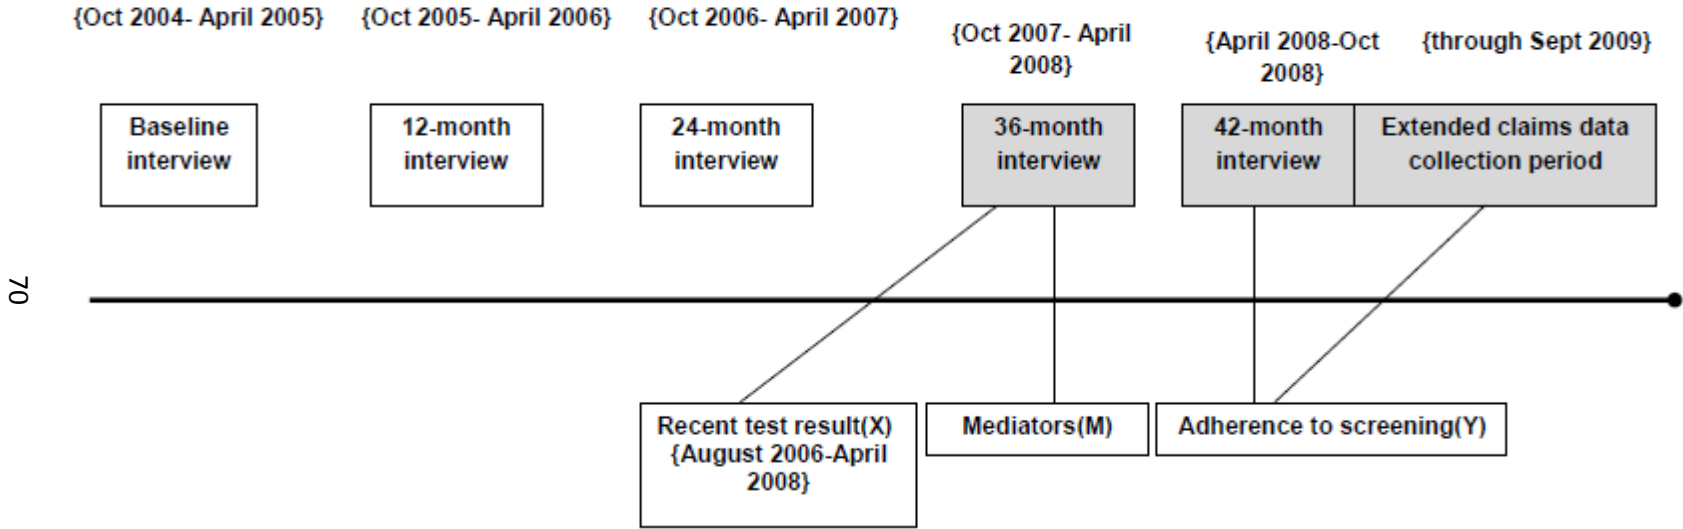 {Oct 2004- April 2005}
{Oct 2005- April 2006}
{Oct 2006- April 2007}
{Oct 2007- April
2008}
{April 2008-Oct
2008}
{through Sept 2009}
Baseline
interview
12-month
interview
24-month
interview
36-month
interview
42-month
interview
Extended claims data
collection period
70
Recent test result(X)
{August 2006-April
2008}
Mediators(M)
Adherence to screening(Y)